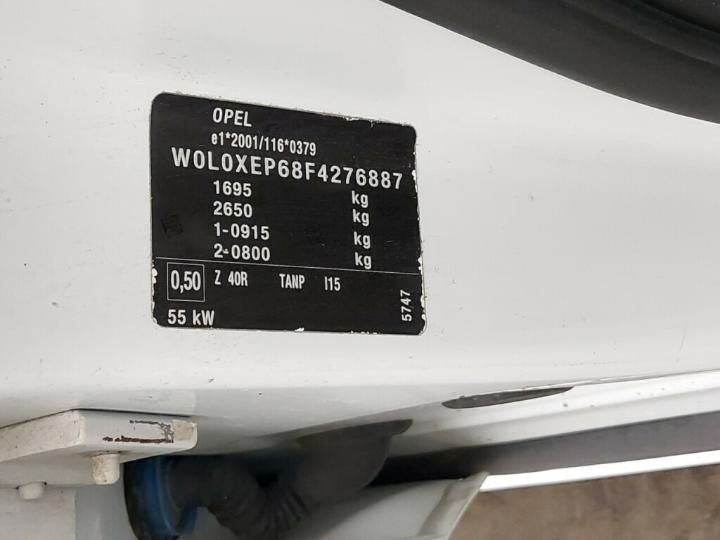 OPEL
e1*2001/116*0379
W0L0XEP68F4276887
1695 kg
2650 kg
1-0915 kg
2-0800 kg
0,50 Z 40R TANP I15
55 kW
5747